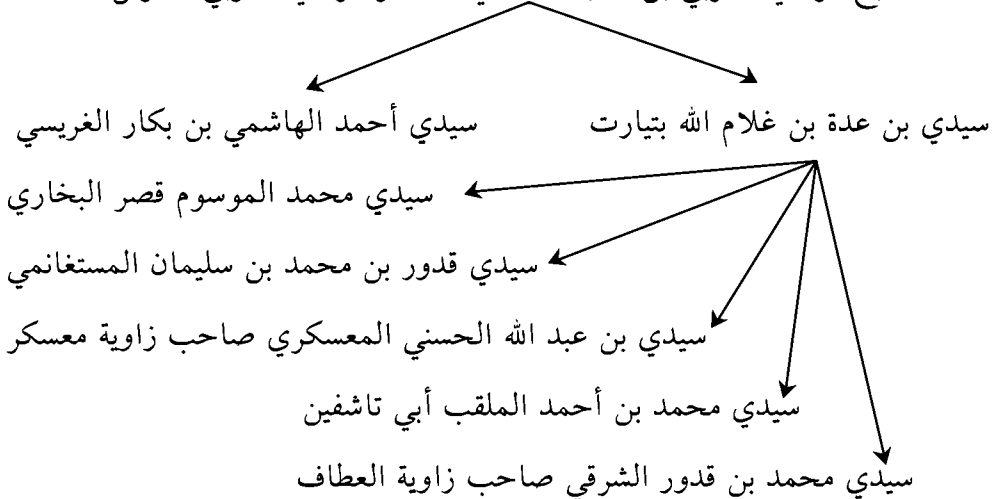 سيدي بن عدة بن غلام الله بتيارت سيدي أحمد الهاشمي بن بكار الغريسي
سيدي محمد الموسوم قصر البخاري
سيدي قدور بن محمد بن سليمان المستغانمي
سيدي بن عبد الله الحسني المعسكري صاحب زاوية معسكر
سيدي محمد بن أحمد الملقب أبي تاشفين
سيدي محمد بن قدور الشرقي صاحب زاوية العطاف